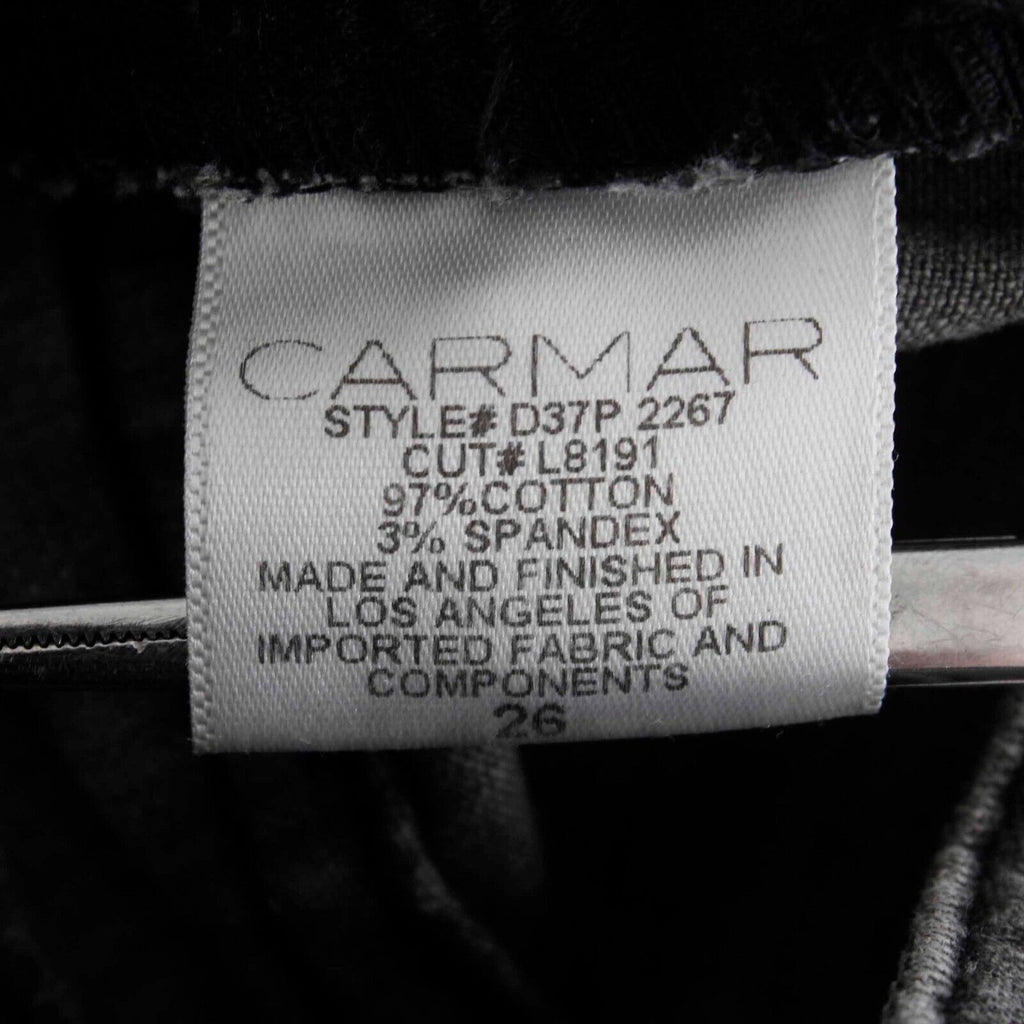 CARMAR
STYLE# D37P 2267
CUT# L8191
97%COTTON
3% SPANDEX
MADE AND FINISHED IN
LOS ANGELES OF
IMPORTED FABRIC AND
COMPONENTS
26